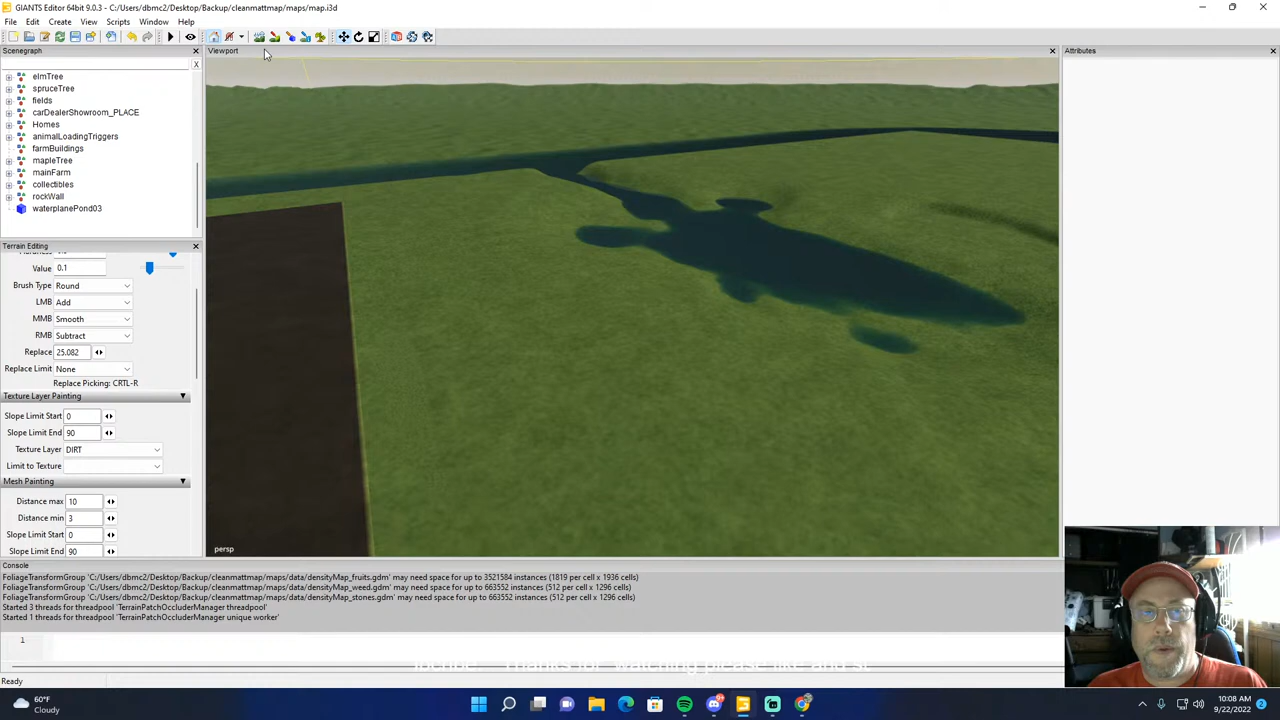 GIANTS Editor 64bit 9.0.3 - C:/Users/dbmc2/Desktop/Backup/cleanmattmap/maps/map.i3d
File Edit Create View Scripts Window Help
Scenegraph
X
elmTree
spruceTree
fields
carDealerShowroom_PLACE
Homes
animalLoadingTriggers
farmBuildings
mapleTree
mainFarm
collectibles
rockWall
waterplanePond03
Terrain Editing
Value 0.1
Brush Type Round
LMB Add
MMB Smooth
RMB Subtract
Replace 25.082
Replace Limit None
Replace Picking: CRTL-R
Texture Layer Painting
Slope Limit Start 0
Slope Limit End 90
Texture Layer DIRT
Limit to Texture
Mesh Painting
Distance max 10
Distance min 3
Slope Limit Start 0
Slope Limit End 90
Viewport
persp
Attributes
Console
FoliageTransformGroup 'C:/Users/dbmc2/Desktop/Backup/cleanmattmap/maps/data/densityMap_fruits.gdm' may need space for up to 3521584 instances (1819 per cell x 1936 cells)
FoliageTransformGroup 'C:/Users/dbmc2/Desktop/Backup/cleanmattmap/maps/data/densityMap_weed.gdm' may need space for up to 663552 instances (512 per cell x 1296 cells)
FoliageTransformGroup 'C:/Users/dbmc2/Desktop/Backup/cleanmattmap/maps/data/densityMap_stones.gdm' may need space for up to 663552 instances (512 per cell x 1296 cells)
Started 3 threads for threadpool 'TerrainPatchOccluderManager threadpool'
Started 1 threads for threadpool 'TerrainPatchOccluderManager unique worker'
1
Thanks for watching please like and
Ready
60°F
Cloudy
10:08 AM
9/22/2022